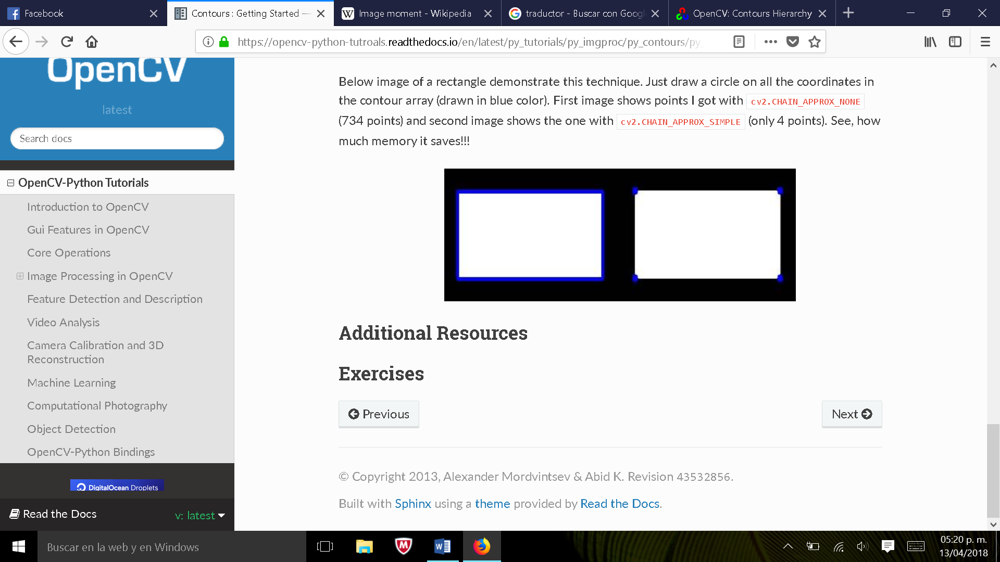 Facebook
Contours : Getting Started —
Image moment - Wikipedia
traductor - Buscar con Googl
OpenCV: Contours Hierarchy
https://opencv-python-tutroals.readthedocs.io/en/latest/py_tutorials/py_imgproc/py_contours/py_
OpenCV
latest
Search docs
OpenCV-Python Tutorials
Introduction to OpenCV
Gui Features in OpenCV
Core Operations
Image Processing in OpenCV
Feature Detection and Description
Video Analysis
Camera Calibration and 3D
Reconstruction
Machine Learning
Computational Photography
Object Detection
OpenCV-Python Bindings
DigitalOcean Droplets
Read the Docs
v: latest
Below image of a rectangle demonstrate this technique. Just draw a circle on all the coordinates in
the contour array (drawn in blue color). First image shows points I got with cv2.CHAIN_APPROX_NONE
(734 points) and second image shows the one with cv2.CHAIN_APPROX_SIMPLE (only 4 points). See, how
much memory it saves!!!
Additional Resources
Exercises
Previous
Next
© Copyright 2013, Alexander Mordvintsev & Abid K. Revision 43532856.
Built with Sphinx using a theme provided by Read the Docs.
Buscar en la web y en Windows
05:20 p. m.
13/04/2018